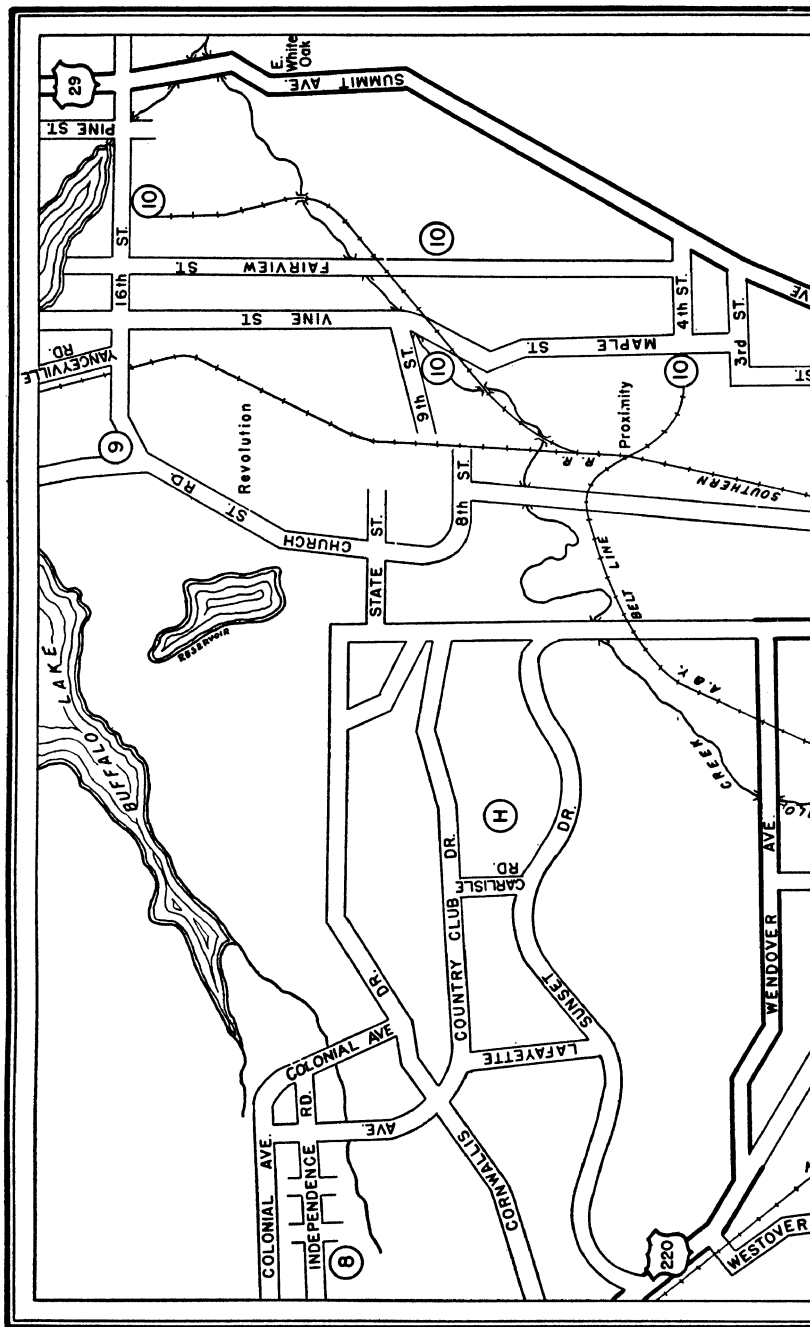 29
PINE ST.
E. White Oak
SUMMIT AVE.
16th ST.
10
FAIRVIEW ST.
10
VINE ST.
YANCEYVILLE RD.
9
Revolution
CHURCH ST. RD.
9th ST.
10
MAPLE ST.
4th ST.
3rd ST.
AVE
ST.
10
Proximity
8th ST.
R. R.
SOUTHERN
STATE ST.
BUFFALO LAKE
RESERVOIR
BELT LINE
A. & Y.
CREEK
LO
H
CARLISLE RD.
COUNTRY CLUB DR.
SUNSET DR.
LAFAYETTE
AVE.
WENDOVER AVE.
COLONIAL AVE
COLONIAL AVE.
INDEPENDENCE RD.
8
CORNWALLIS DR.
220
WESTOVER